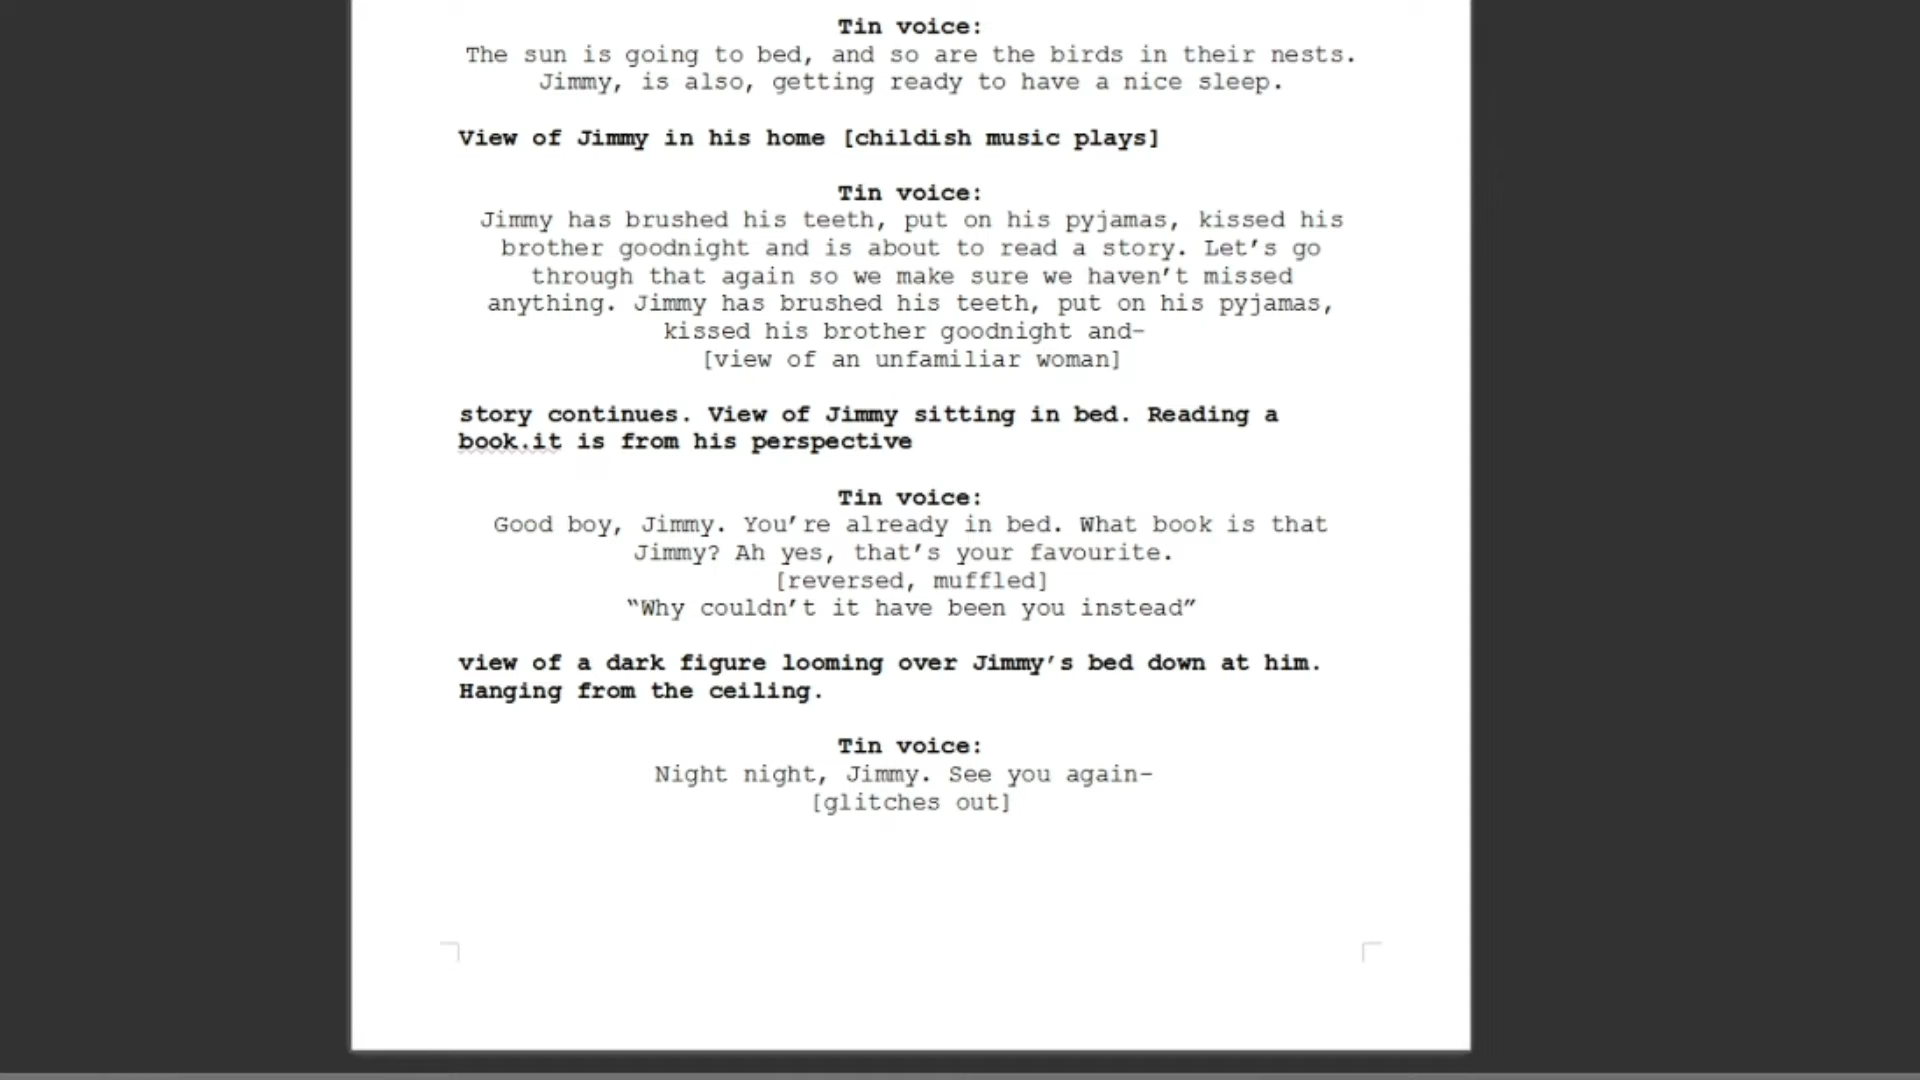 Tin voice:
The sun is going to bed, and so are the birds in their nests.
Jimmy, is also, getting ready to have a nice sleep.
View of Jimmy in his home [childish music plays]
Tin voice:
Jimmy has brushed his teeth, put on his pyjamas, kissed his
brother goodnight and is about to read a story. Let’s go
through that again so we make sure we haven’t missed
anything. Jimmy has brushed his teeth, put on his pyjamas,
kissed his brother goodnight and-
[view of an unfamiliar woman]
story continues. View of Jimmy sitting in bed. Reading a
book.it is from his perspective
Tin voice:
Good boy, Jimmy. You’re already in bed. What book is that
Jimmy? Ah yes, that’s your favourite.
[reversed, muffled]
“Why couldn’t it have been you instead”
view of a dark figure looming over Jimmy’s bed down at him.
Hanging from the ceiling.
Tin voice:
Night night, Jimmy. See you again-
[glitches out]